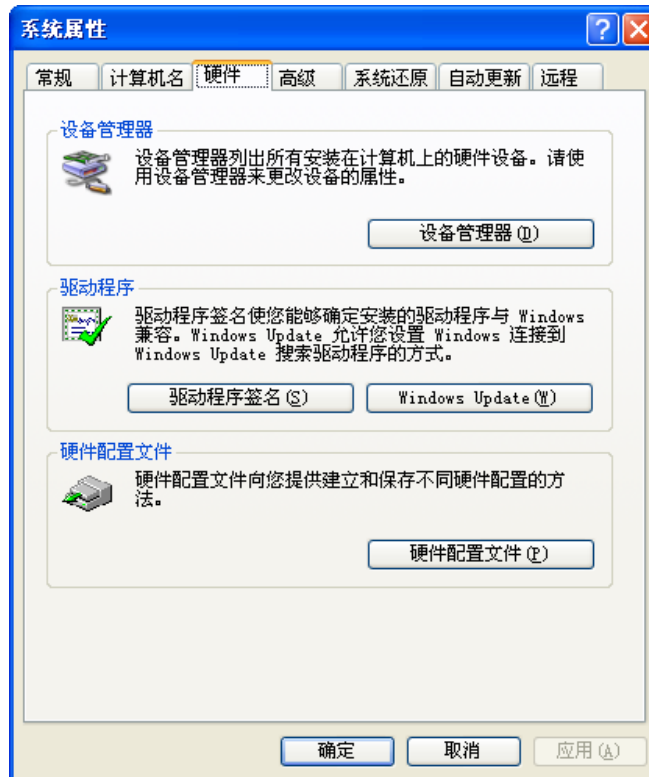 系统属性
常规 计算机名 硬件 高级 系统还原 自动更新 远程
设备管理器
设备管理器列出所有安装在计算机上的硬件设备。请使
用设备管理器来更改设备的属性。
设备管理器(D)
驱动程序
驱动程序签名使您能够确定安装的驱动程序与 Windows
兼容。Windows Update 允许您设置 Windows 连接到
Windows Update 搜索驱动程序的方式。
驱动程序签名(S) Windows Update(W)
硬件配置文件
硬件配置文件向您提供建立和保存不同硬件配置的方
法。
硬件配置文件(P)
确定 取消 应用(A)